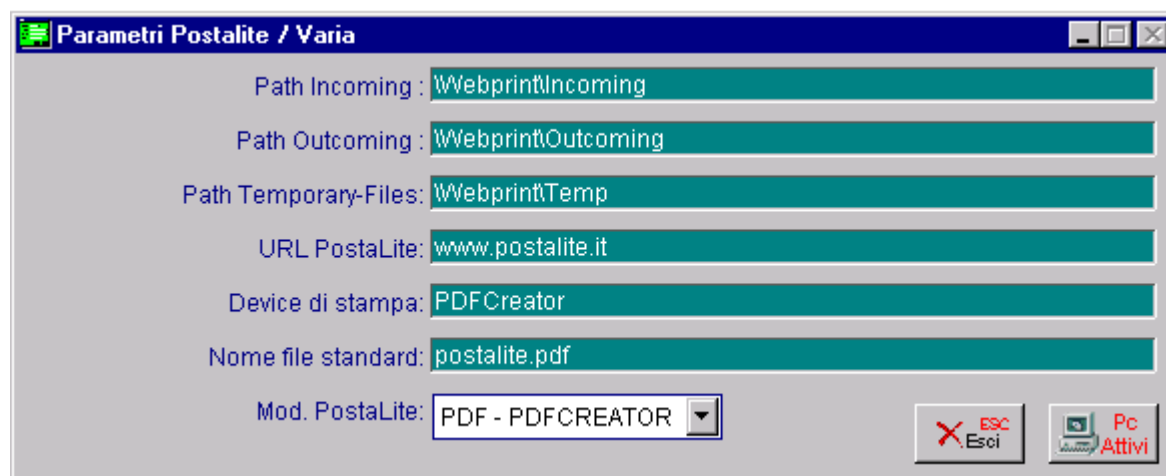 Parametri Postalite / Varia
Path Incoming : \Webprint\Incoming
Path Outcoming : \Webprint\Outcoming
Path Temporary-Files: \Webprint\Temp
URL PostaLite: www.postalite.it
Device di stampa: PDFCreator
Nome file standard: postalite.pdf
Mod. PostaLite: PDF - PDFCREATOR
ESC
Esci
Pc
Attivi